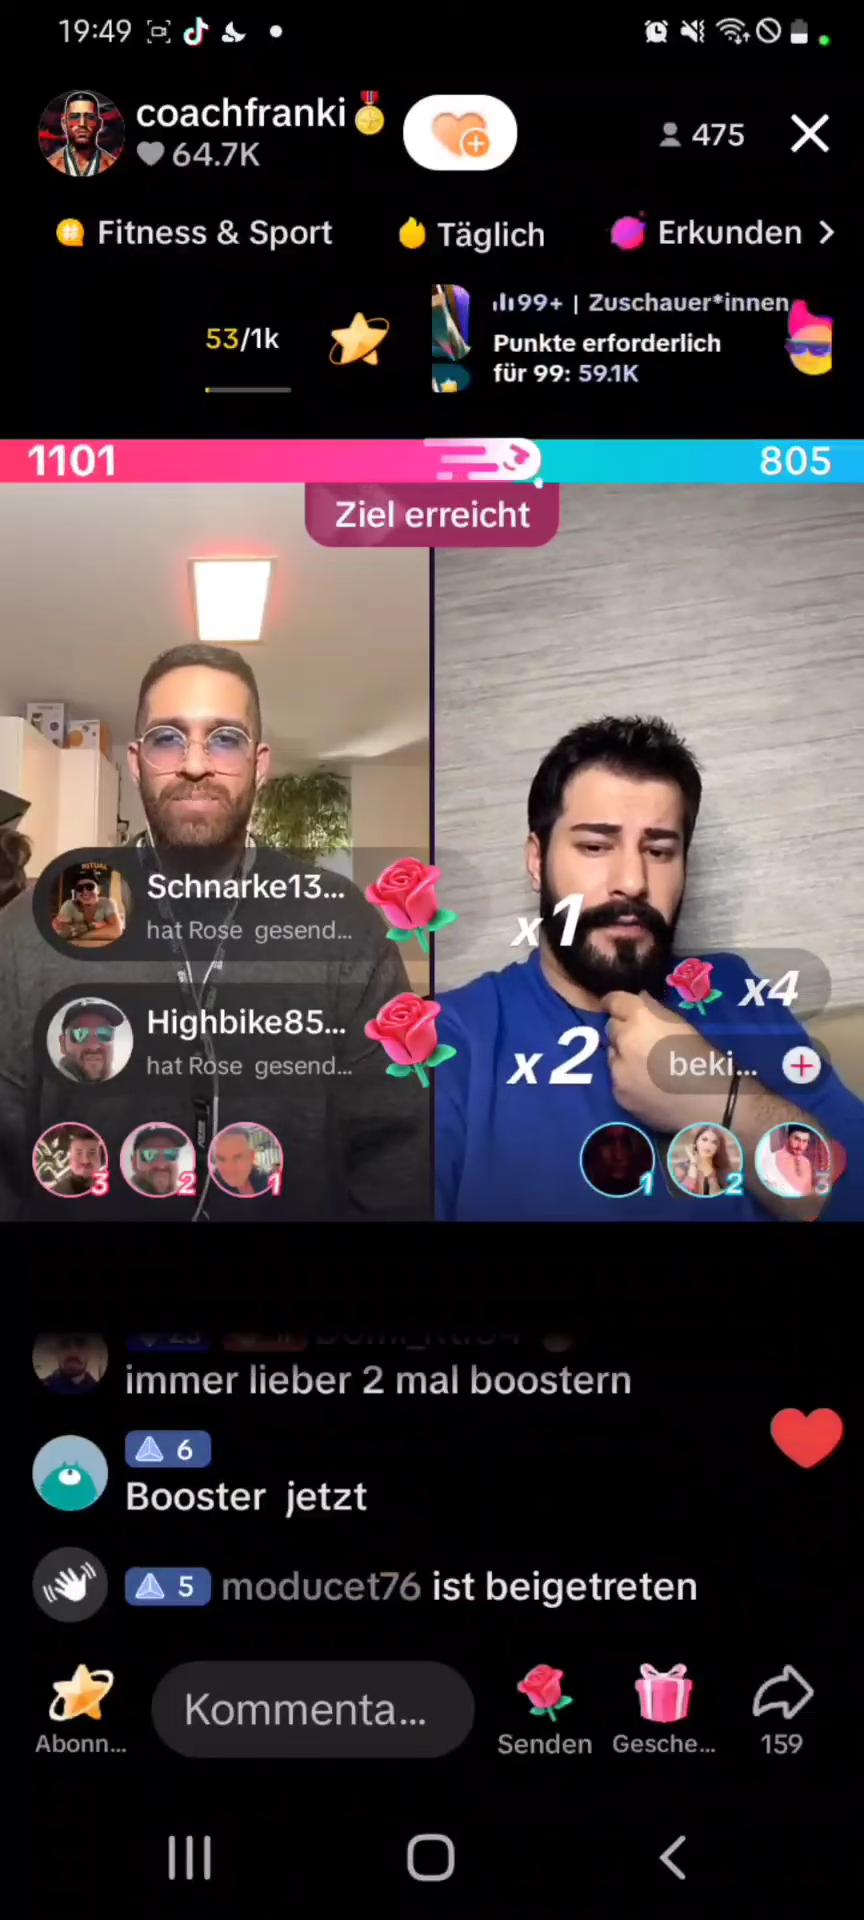 19:49
coachfranki
64.7K
475
Fitness & Sport
Täglich
Erkunden >
53/1k
99+ | Zuschauer*innen
Punkte erforderlich
für 99: 59.1K
1101
805
Ziel erreicht
Schnarke13...
hat Rose gesend...
x1
x4
Highbike85...
hat Rose gesend...
x2
beki...
3
2
1
1
2
3
immer lieber 2 mal boostern
6
Booster jetzt
5 moducet76 ist beigetreten
Kommenta...
Abonn...
Senden
Gesche...
159